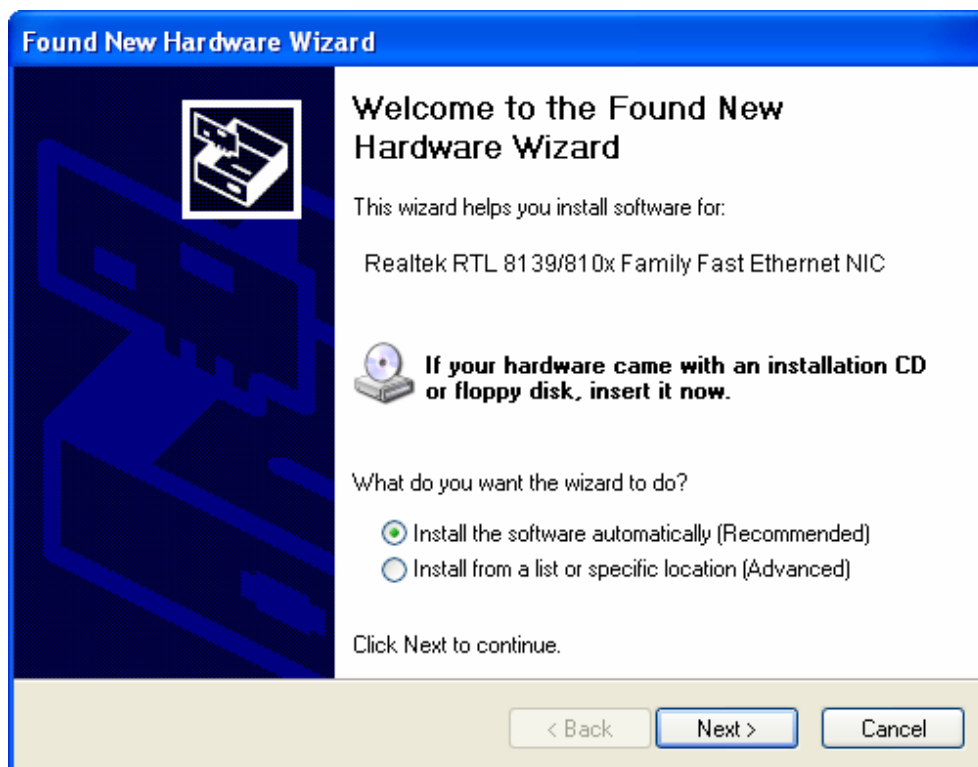 Found New Hardware Wizard
Welcome to the Found New
Hardware Wizard
This wizard helps you install software for:
Realtek RTL 8139/810x Family Fast Ethernet NIC
If your hardware came with an installation CD
or floppy disk, insert it now.
What do you want the wizard to do?
Install the software automatically (Recommended)
Install from a list or specific location (Advanced)
Click Next to continue.
< Back
Next >
Cancel